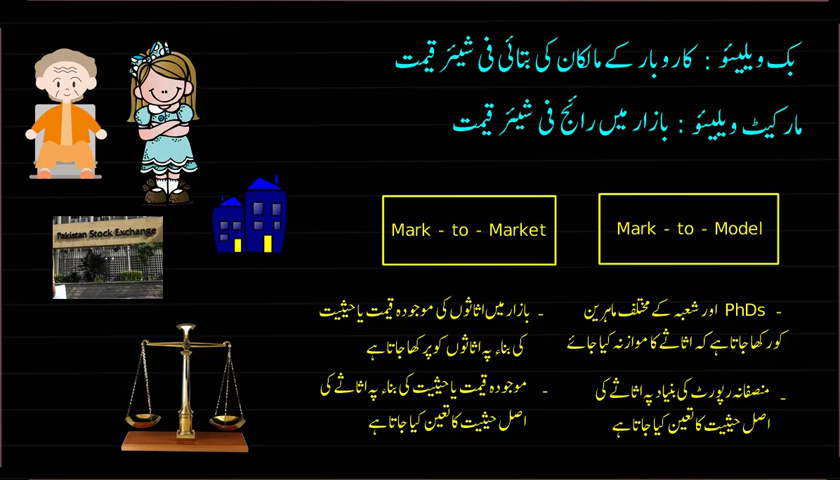 بک ویلیئو : کاروبار کے مالکان کی بتائی فی شیئر قیمت
مارکیٹ ویلیئو : بازار میں رائج فی شیئر قیمت
Mark - to - Model
- PhDs اور شعبہ کے مختلف ماہرین
کو رکھا جاتا ہے کہ اثاثے کا موازنہ کیا جائے
- منصفانہ رپورٹ کی بنیاد پہ اثاثے کی
اصل حیثیت کا تعین کیا جاتا ہے
Mark - to - Market
- بازار میں اثاثوں کی موجودہ قیمت یا حیثیت
کی بناء پہ اثاثوں کو پرکھا جاتا ہے
- موجودہ قیمت یا حیثیت کی بناء پہ اثاثے کی
اصل حیثیت کا تعین کیا جاتا ہے
Pakistan Stock Exchange